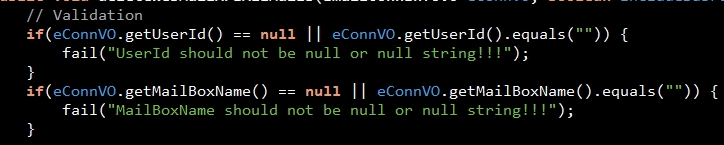 // Validation
if(eConnVO.getUserId() == null || eConnVO.getUserId().equals("")) {
fail("UserId should not be null or null string!!!");
}
if(eConnVO.getMailBoxName() == null || eConnVO.getMailBoxName().equals("")) {
fail("MailBoxName should not be null or null string!!!");
}